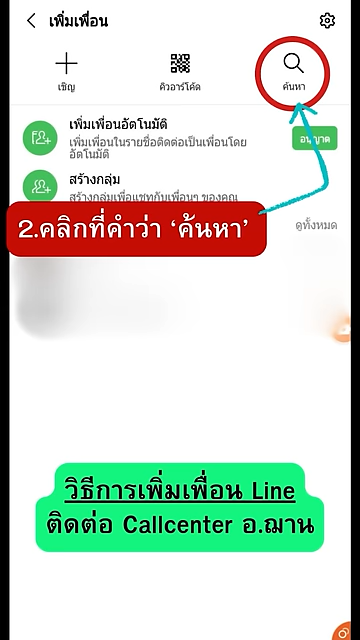 เพิ่มเพื่อน
เชิญ
คิวอาร์โค้ด
ค้นหา
เพิ่มเพื่อนอัตโนมัติ
เพิ่มเพื่อนในรายชื่อติดต่อเป็นเพื่อนโดย
อัตโนมัติ
อนุญาต
สร้างกลุ่ม
สร้างกลุ่มเพื่อแชทกับเพื่อนๆ ของคุณ
2.คลิกที่คำว่า ‘ค้นหา’
ดูทั้งหมด
วิธีการเพิ่มเพื่อน Line
ติดต่อ Callcenter อ.ฌาน